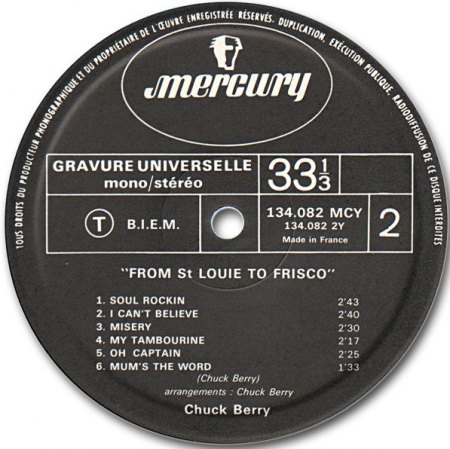 TOUS DROITS DU PRODUCTEUR PHONOGRAPHIQUE ET DU PROPRIÉTAIRE DE L'ŒUVRE ENREGISTRÉE RÉSERVÉS. DUPLICATION, EXÉCUTION PUBLIQUE, RADIODIFFUSION DE CE DISQUE INTERDITES
mercury
GRAVURE UNIVERSELLE
mono/stéréo
33 1/3
T B.I.E.M.
134.082 MCY
134.082 2Y
Made in France
2
"FROM St LOUIE TO FRISCO"
1. SOUL ROCKIN 2'43
2. I CAN'T BELIEVE 2'40
3. MISERY 2'30
4. MY TAMBOURINE 2'17
5. OH CAPTAIN 2'25
6. MUM'S THE WORD 1'33
(Chuck Berry)
arrangements : Chuck Berry
Chuck Berry